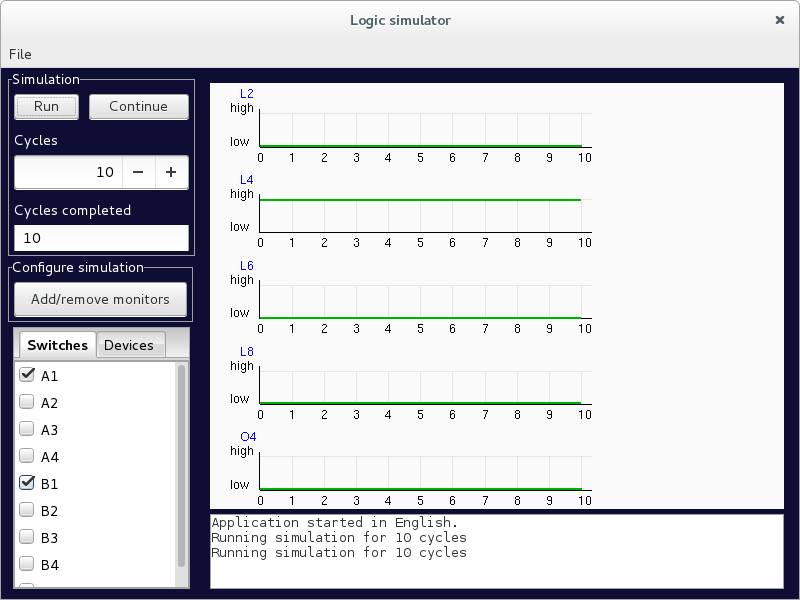 Logic simulator
File
Simulation
Run Continue
Cycles
10
Cycles completed
10
Configure simulation
Add/remove monitors
Switches Devices
A1
A2
A3
A4
B1
B2
B3
B4
L2
high
low
0 1 2 3 4 5 6 7 8 9 10
L4
high
low
0 1 2 3 4 5 6 7 8 9 10
L6
high
low
0 1 2 3 4 5 6 7 8 9 10
L8
high
low
0 1 2 3 4 5 6 7 8 9 10
O4
high
low
0 1 2 3 4 5 6 7 8 9 10
Application started in English.
Running simulation for 10 cycles
Running simulation for 10 cycles